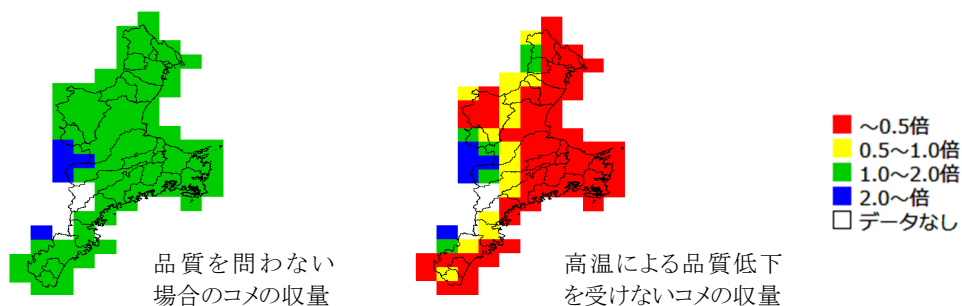 品質を問わない
場合のコメの収量
高温による品質低下
を受けないコメの収量
～0.5倍
0.5～1.0倍
1.0～2.0倍
2.0～倍
データなし